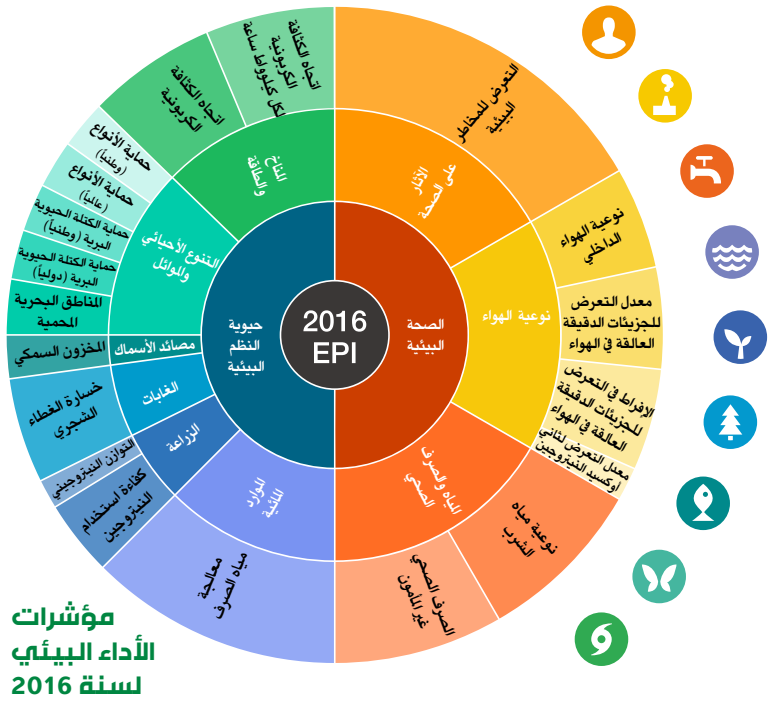 2016
EPI
الصحة
البيئية
حيوية
النظم
البيئية
الآثار
على الصحة
نوعية الهواء
المياه والصرف
الصحي
الموارد
المائية
الزراعة
الغابات
مصائد الأسماك
التنوع الأحيائي
والموائل
المناخ
والطاقة
التعرض للمخاطر
البيئية
نوعية الهواء
الداخلي
معدل التعرض
للجزيئات الدقيقة
العالقة في الهواء
الإفراط في التعرض
للجزيئات الدقيقة
العالقة في الهواء
معدل التعرض لثاني
أوكسيد النيتروجين
نوعية مياه
الشرب
الصرف الصحي
غير المأمون
معالجة
مياه الصرف
كفاءة استخدام
النيتروجين
التوازن النيتروجيني
خسارة الغطاء
الشجري
المخزون السمكي
المناطق البحرية
المحمية
حماية الكتلة الحيوية
البرية (دولياً)
حماية الكتلة الحيوية
البرية (وطنياً)
حماية الأنواع
(عالمياً)
حماية الأنواع
(وطنياً)
اتجاه الكثافة
الكربونية
اتجاه الكثافة
الكربونية
لكل كيلوواط ساعة
مؤشرات
الأداء البيئي
لسنة 2016